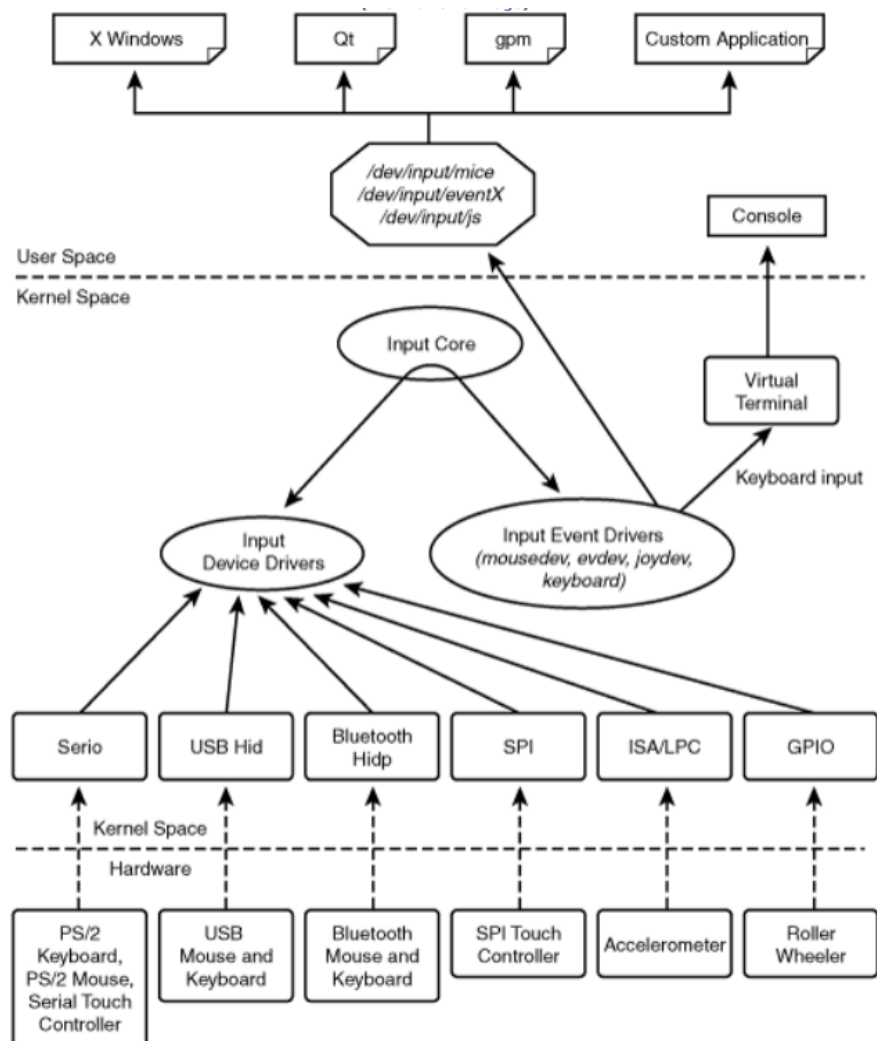 X Windows
Qt
gpm
Custom Application
/dev/input/mice
/dev/input/eventX
/dev/input/js
Console
User Space
Kernel Space
Input Core
Virtual
Terminal
Keyboard input
Input
Device Drivers
Input Event Drivers
(mousedev, evdev, joydev,
keyboard)
Serio
USB Hid
Bluetooth
Hidp
SPI
ISA/LPC
GPIO
Kernel Space
Hardware
PS/2
Keyboard,
PS/2 Mouse,
Serial Touch
Controller
USB
Mouse and
Keyboard
Bluetooth
Mouse and
Keyboard
SPI Touch
Controller
Accelerometer
Roller
Wheeler